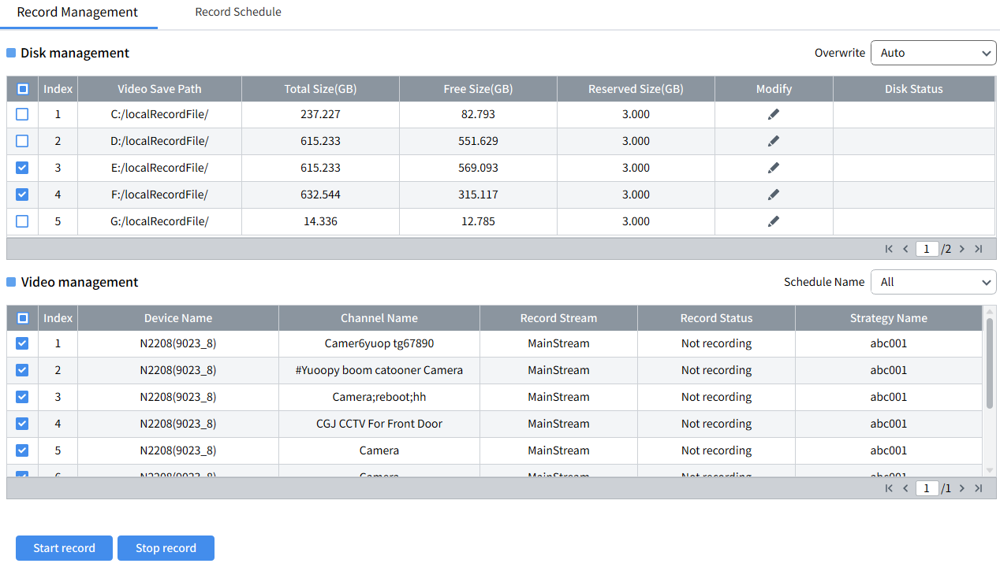 Record Management Record Schedule
Disk management Overwrite Auto
Index Video Save Path Total Size(GB) Free Size(GB) Reserved Size(GB) Modify Disk Status
1 C:/localRecordFile/ 237.227 82.793 3.000
2 D:/localRecordFile/ 615.233 551.629 3.000
3 E:/localRecordFile/ 615.233 569.093 3.000
4 F:/localRecordFile/ 632.544 315.117 3.000
5 G:/localRecordFile/ 14.336 12.785 3.000
1 /2
Video management Schedule Name All
Index Device Name Channel Name Record Stream Record Status Strategy Name
1 N2208(9023_8) Camer6yuop tg67890 MainStream Not recording abc001
2 N2208(9023_8) #Yuoopy boom catooner Camera MainStream Not recording abc001
3 N2208(9023_8) Camera;reboot;hh MainStream Not recording abc001
4 N2208(9023_8) CGJ CCTV For Front Door MainStream Not recording abc001
5 N2208(9023_8) Camera MainStream Not recording abc001
6 N2208(9023_8) Camera MainStream Not recording abc001
1 /1
Start record Stop record